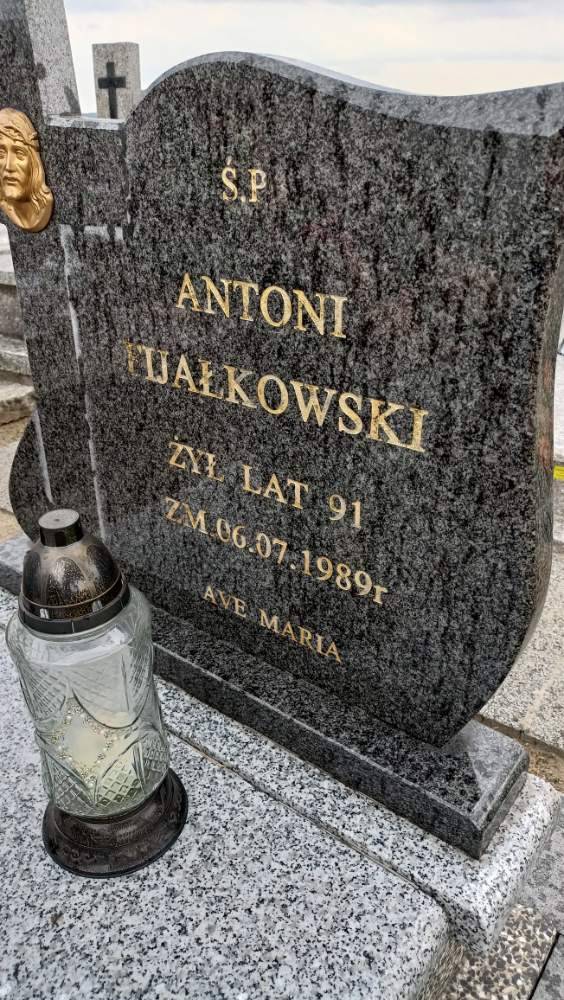 Ś.P
ANTONI
FIJAŁKOWSKI
ŻYŁ LAT 91
ZM.06.07.1989r
AVE MARIA